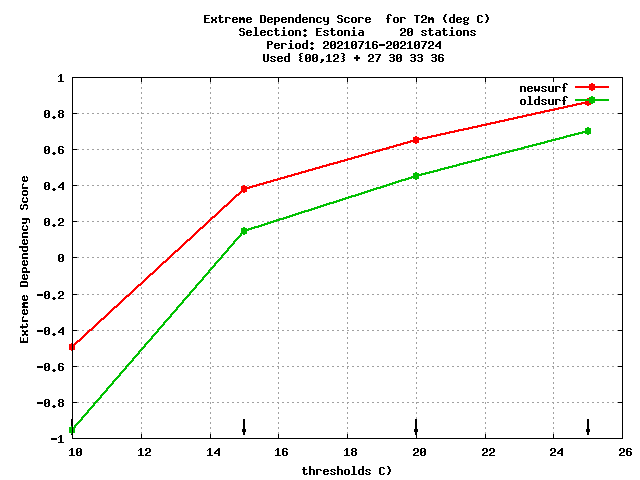 Extreme Dependency Score  for T2m (deg C)
Selection: Estonia     20 stations
Period: 20210716-20210724
Used {00,12} + 27 30 33 36
newsurf
oldsurf
Extreme Dependency Score
1
0.8
0.6
0.4
0.2
0
-0.2
-0.4
-0.6
-0.8
-1
10 12 14 16 18 20 22 24 26
thresholds C)